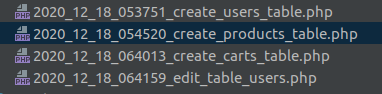 2020_12_18_053751_create_users_table.php
2020_12_18_054520_create_products_table.php
2020_12_18_064013_create_carts_table.php
2020_12_18_064159_edit_table_users.php